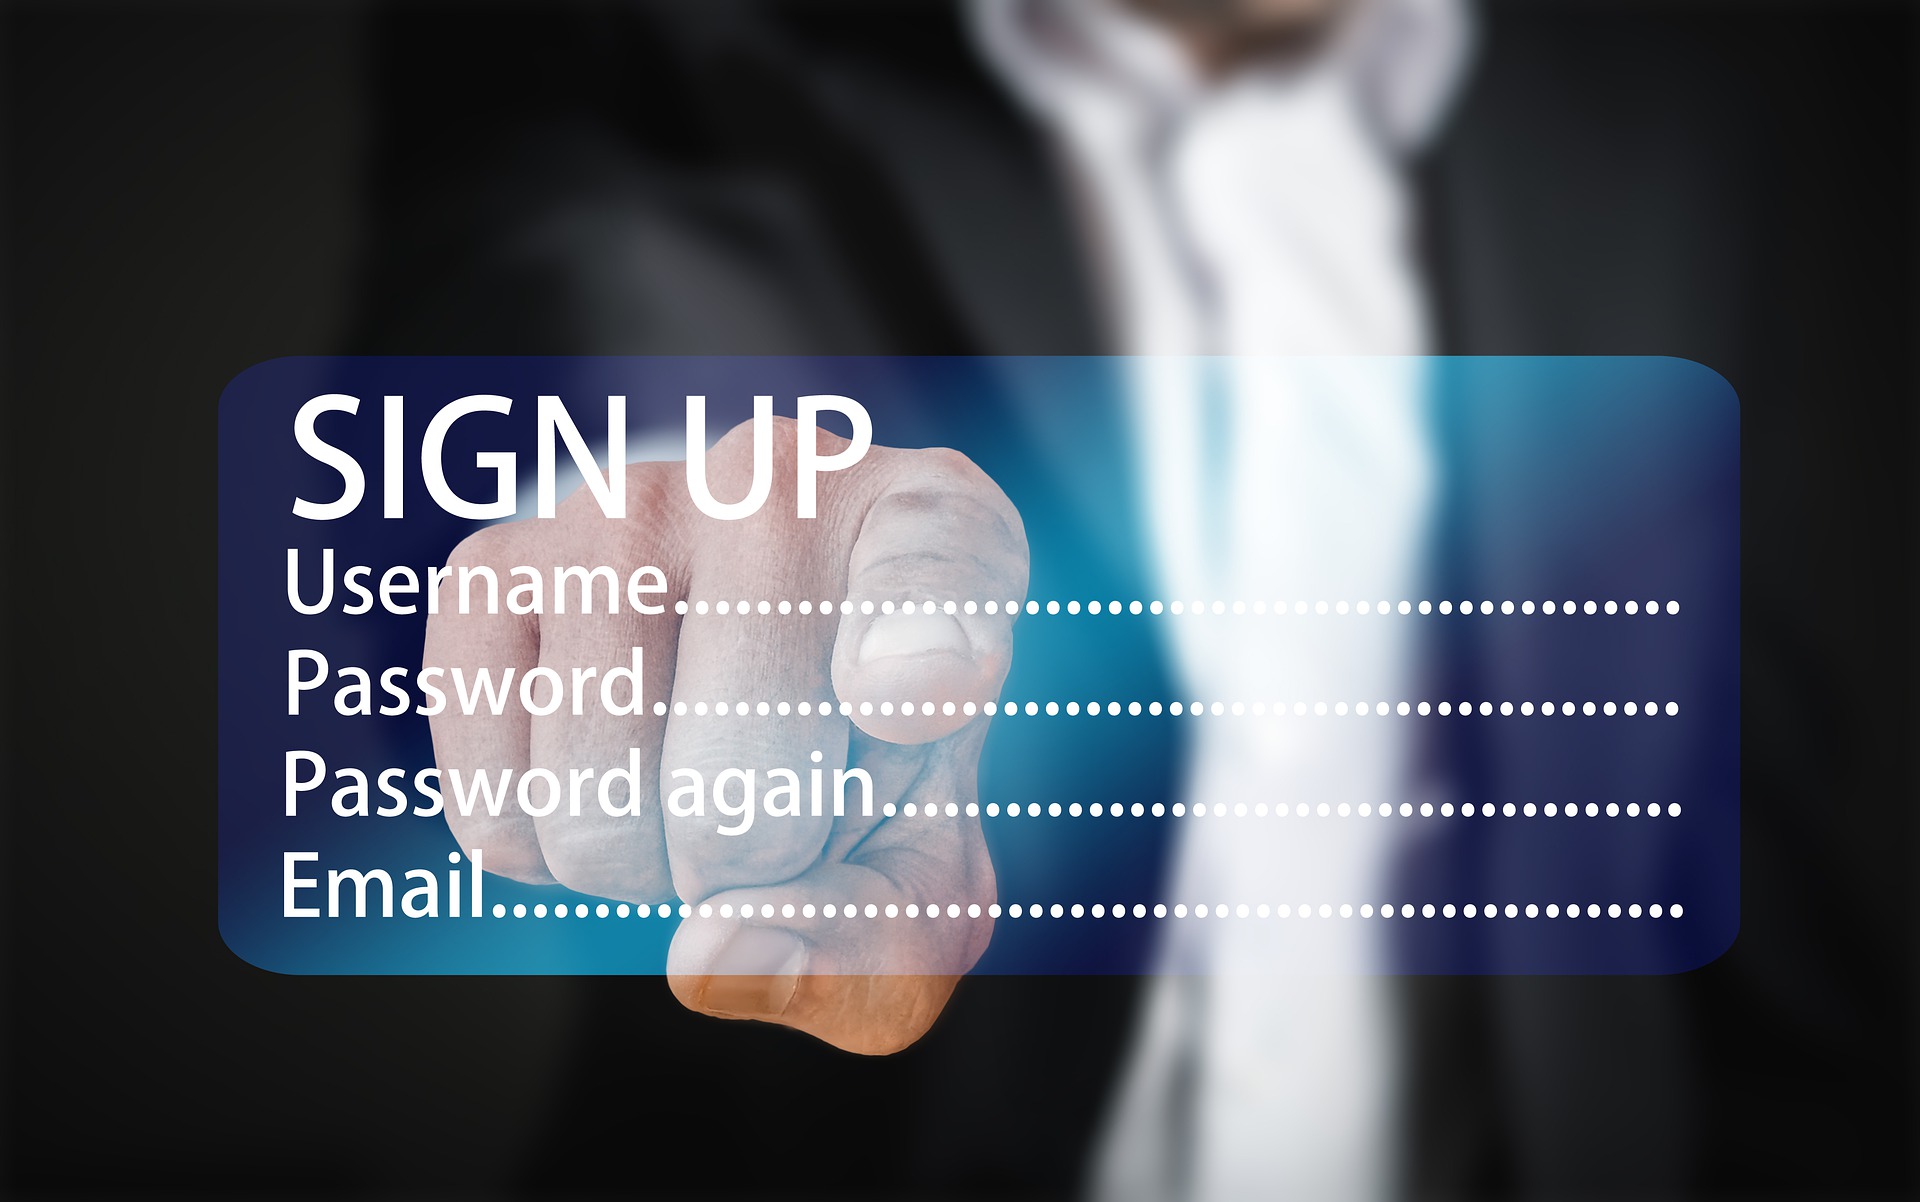 SIGN UP
Username....................................................
Password....................................................
Password again.......................................
Email..........................................................